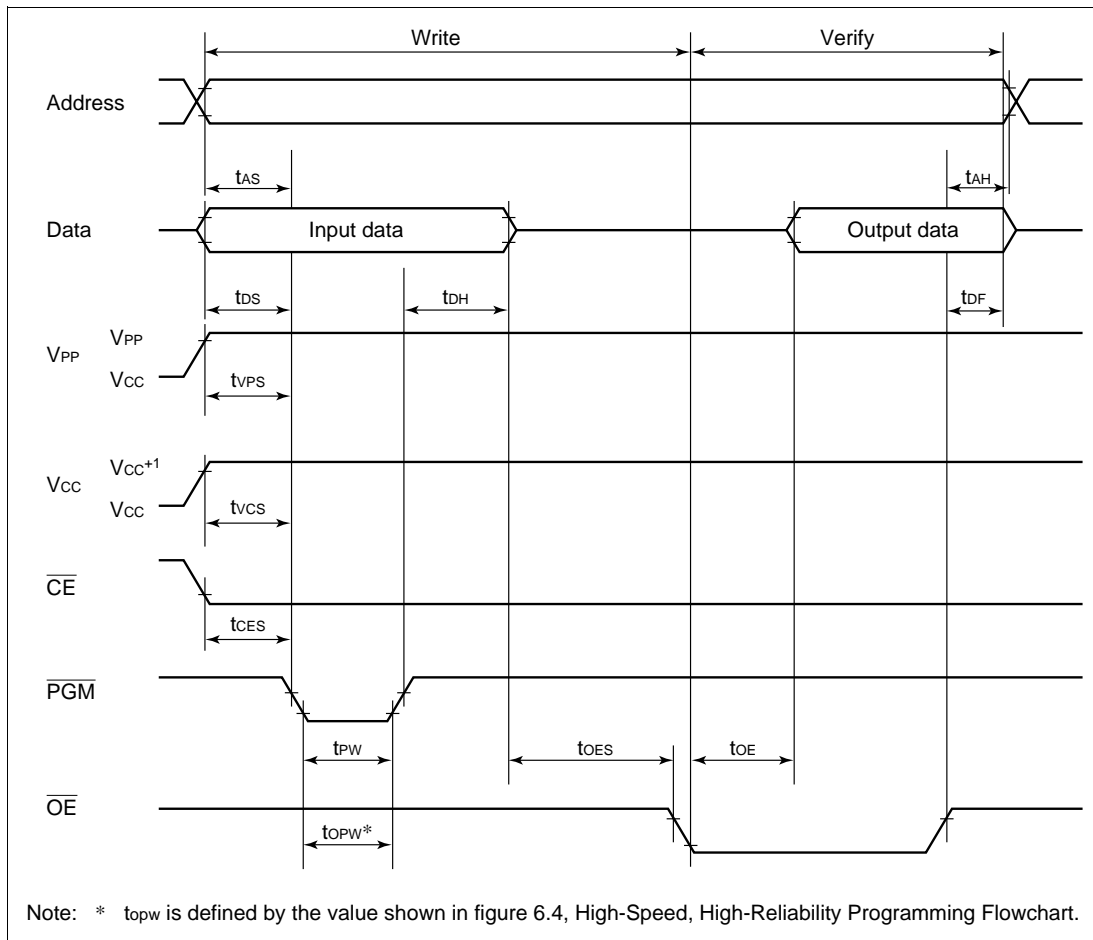 Write Verify
Address
tAS tAH
Data Input data Output data
tDS tDH tDF
VPP VPP
VCC
tVPS
VCC VCC+1
VCC
tVCS
CE
tCES
PGM
tPW tOES tOE
OE
tOPW*
Note: * topw is defined by the value shown in figure 6.4, High-Speed, High-Reliability Programming Flowchart.